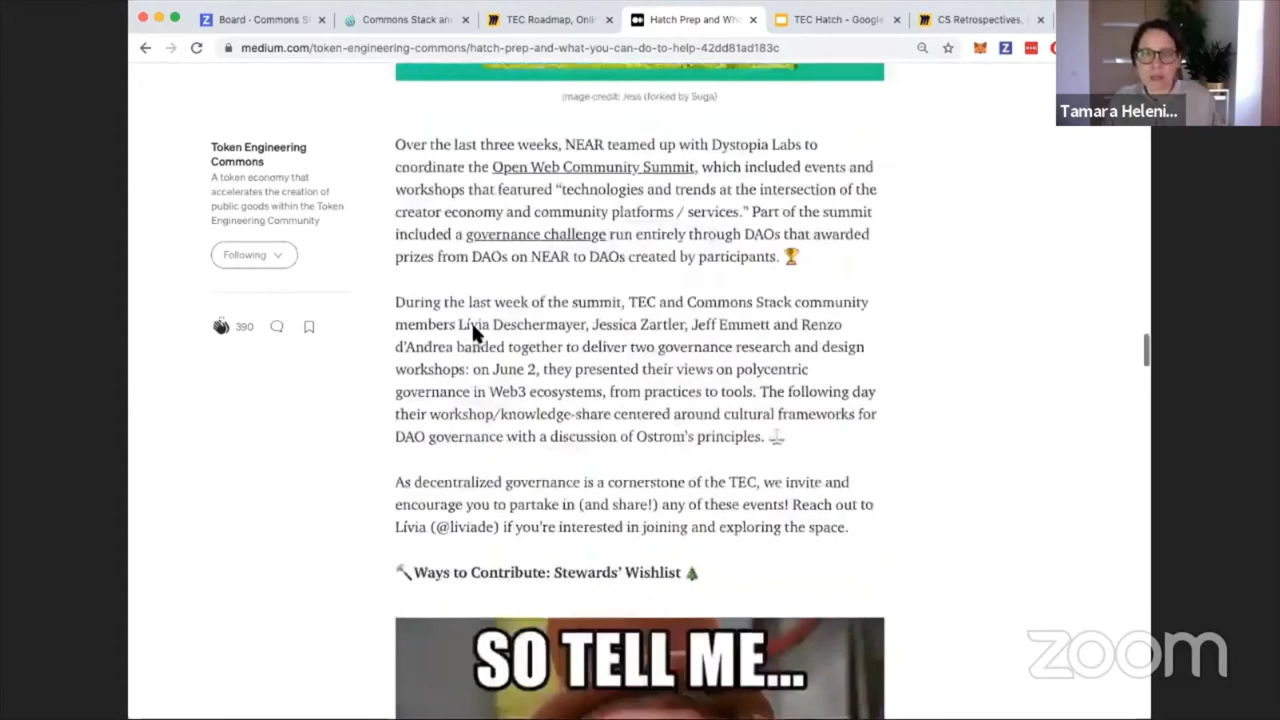 Board · Commons S
Commons Stack an
TEC Roadmap, Onl
Hatch Prep and Wh
TEC Hatch - Google
CS Retrospectives,
medium.com/token-engineering-commons/hatch-prep-and-what-you-can-do-to-help-42dd81ad183c
Tamara Heleni...
Image credit: Jess (forked by Suga)
Token Engineering
Commons
A token economy that
accelerates the creation of
public goods within the Token
Engineering Community
Following
390
Over the last three weeks, NEAR teamed up with Dystopia Labs to
coordinate the Open Web Community Summit, which included events and
workshops that featured “technologies and trends at the intersection of the
creator economy and community platforms / services.” Part of the summit
included a governance challenge run entirely through DAOs that awarded
prizes from DAOs on NEAR to DAOs created by participants. 🏆
During the last week of the summit, TEC and Commons Stack community
members Lívia Deschermayer, Jessica Zartler, Jeff Emmett and Renzo
d’Andrea banded together to deliver two governance research and design
workshops: on June 2, they presented their views on polycentric
governance in Web3 ecosystems, from practices to tools. The following day
their workshop/knowledge-share centered around cultural frameworks for
DAO governance with a discussion of Ostrom’s principles.
As decentralized governance is a cornerstone of the TEC, we invite and
encourage you to partake in (and share!) any of these events! Reach out to
Lívia (@liviade) if you’re interested in joining and exploring the space.
🔨Ways to Contribute: Stewards’ Wishlist 🎄
SO TELL ME...
zoom